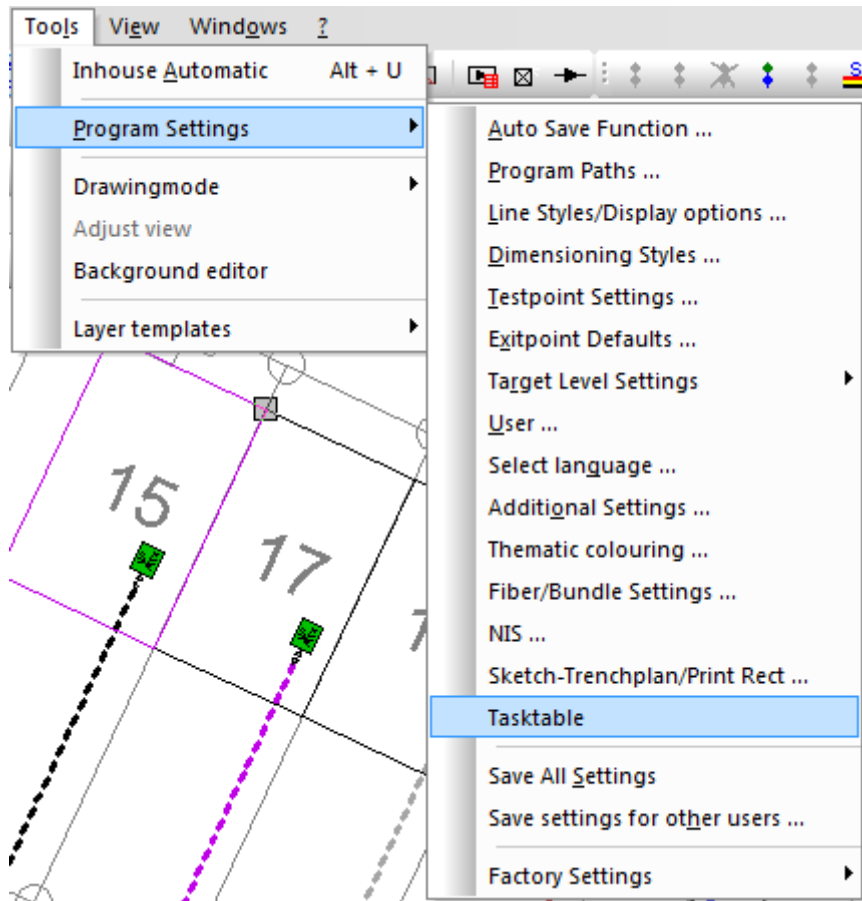 Tools View Windows ?
Inhouse Automatic Alt + U
Program Settings
Drawingmode
Adjust view
Background editor
Layer templates
Auto Save Function ...
Program Paths ...
Line Styles/Display options ...
Dimensioning Styles ...
Testpoint Settings ...
Exitpoint Defaults ...
Target Level Settings
User ...
Select language ...
Additional Settings ...
Thematic colouring ...
Fiber/Bundle Settings ...
NIS ...
Sketch-Trenchplan/Print Rect ...
Tasktable
Save All Settings
Save settings for other users ...
Factory Settings
S
15
17